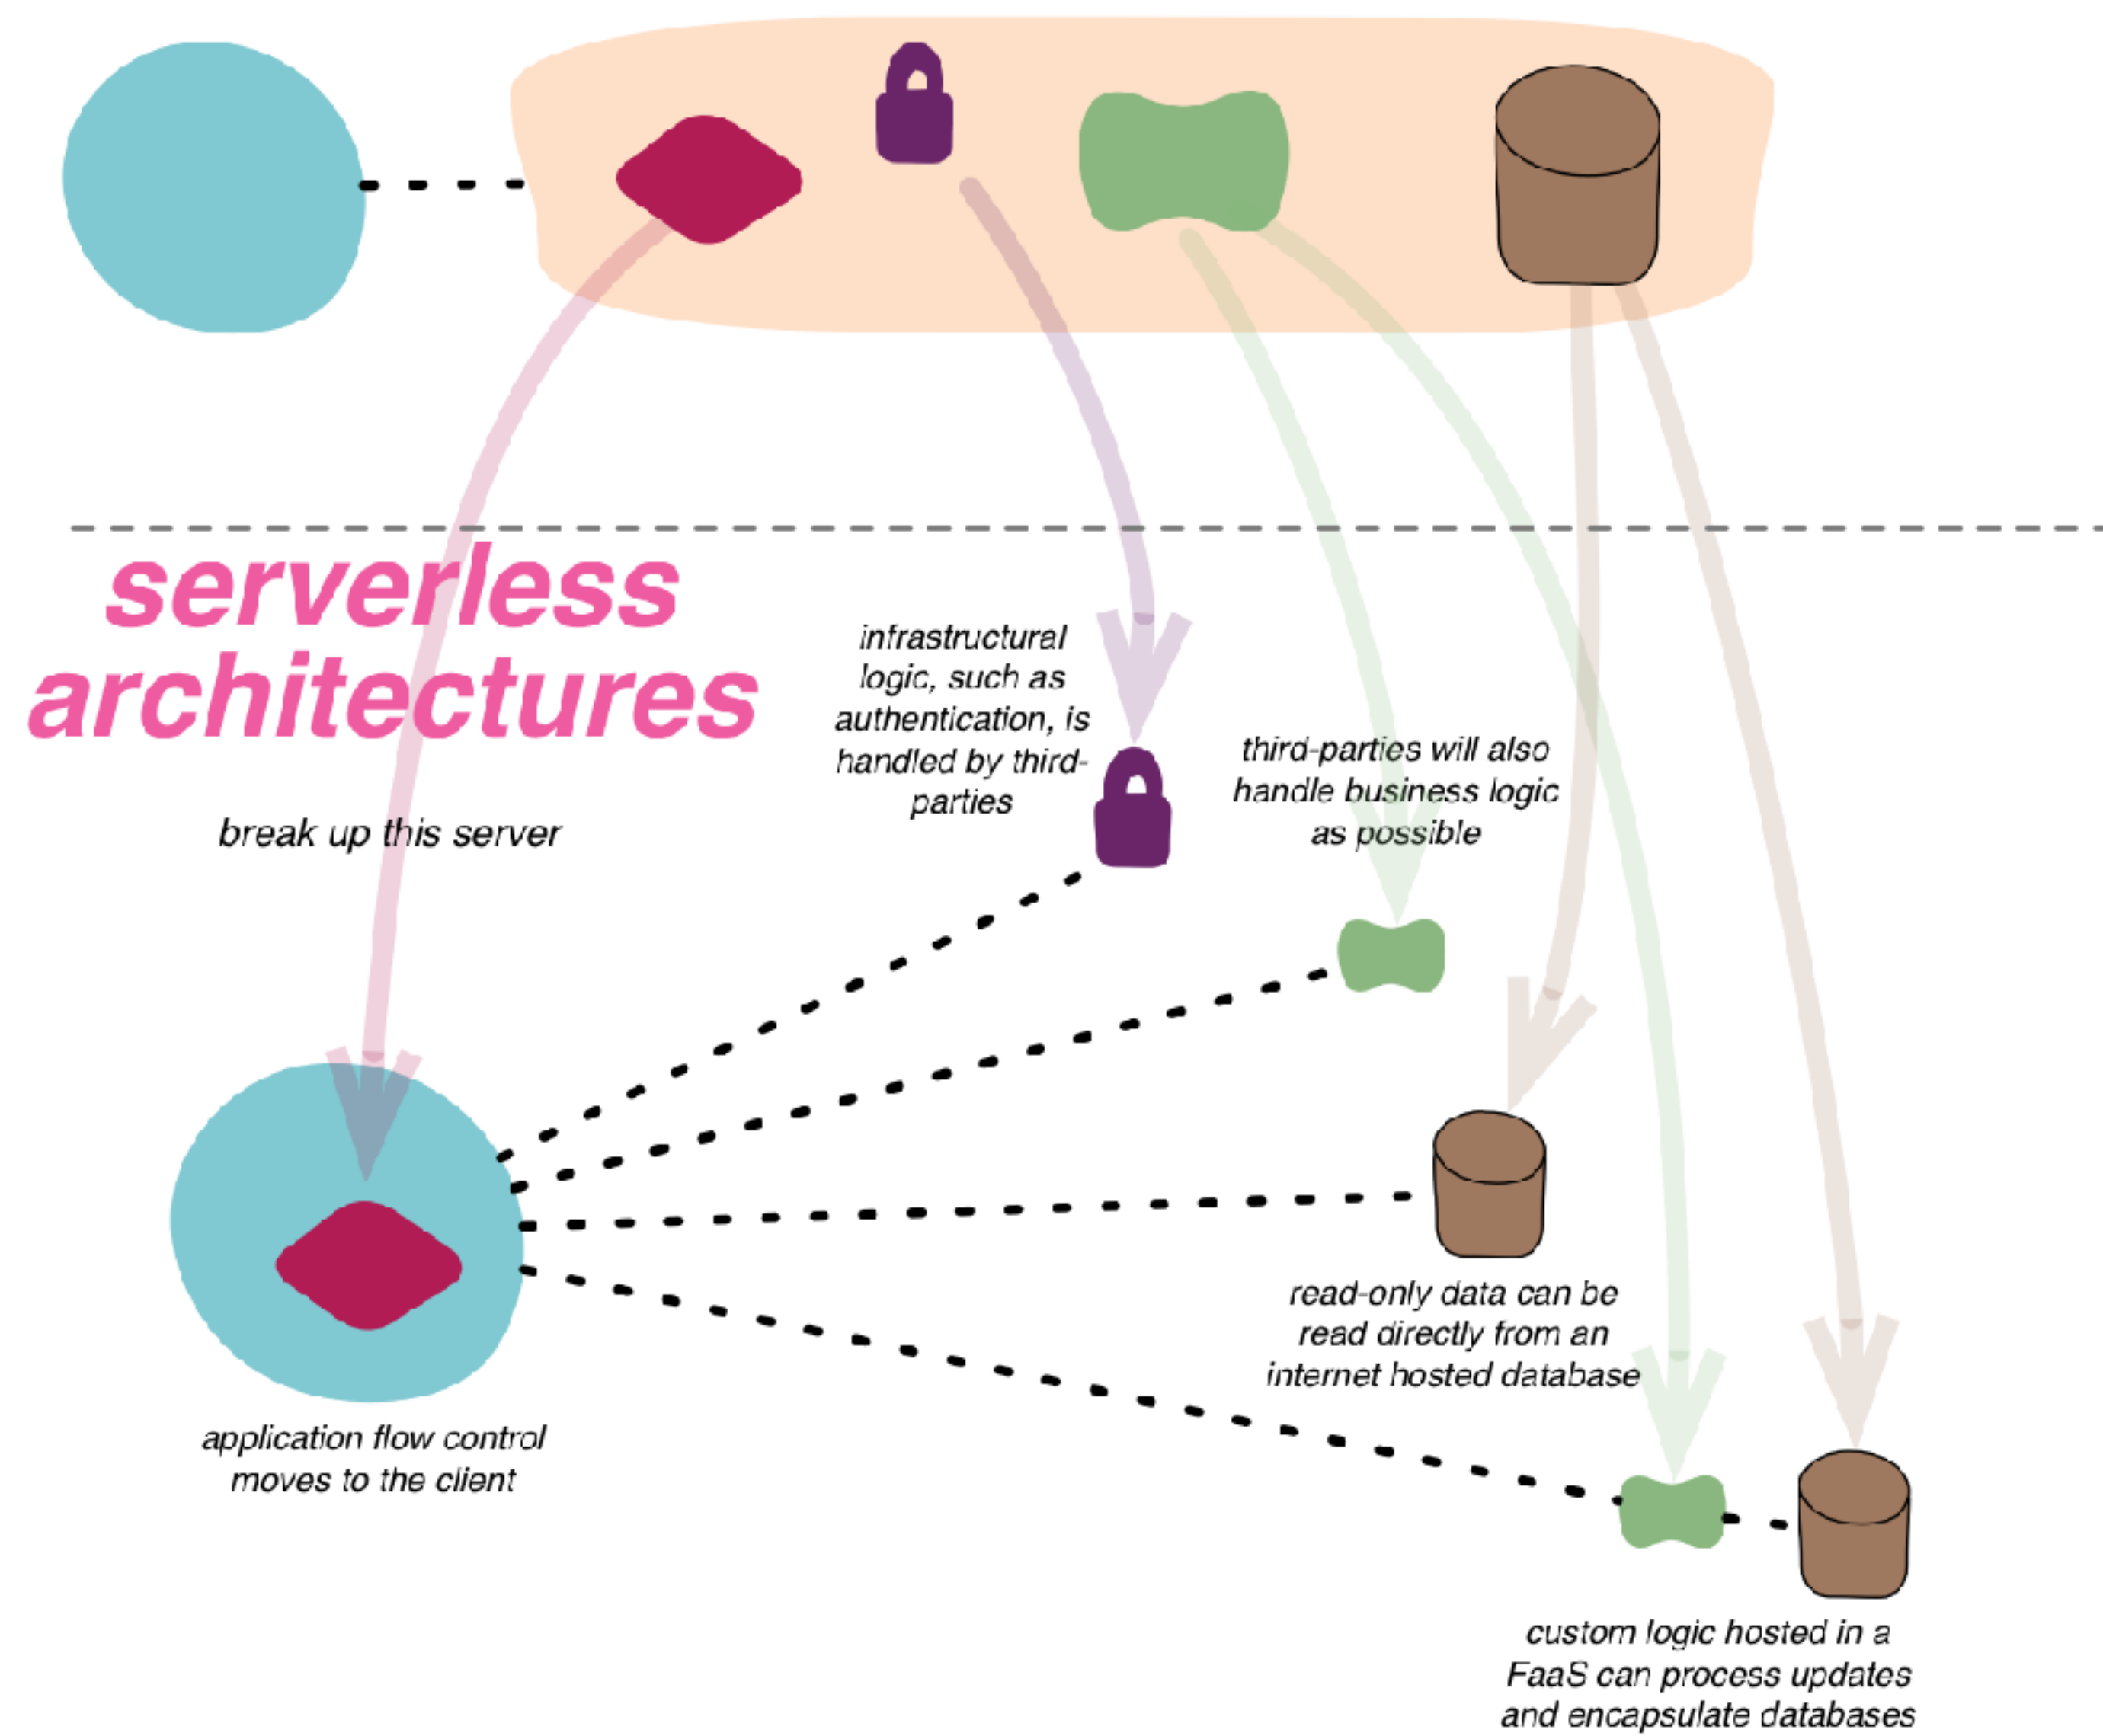 serverless
architectures
break up this server
infrastructural
logic, such as
authentication, is
handled by third-
parties
third-parties will also
handle business logic
as possible
read-only data can be
read directly from an
internet hosted database
application flow control
moves to the client
custom logic hosted in a
FaaS can process updates
and encapsulate databases